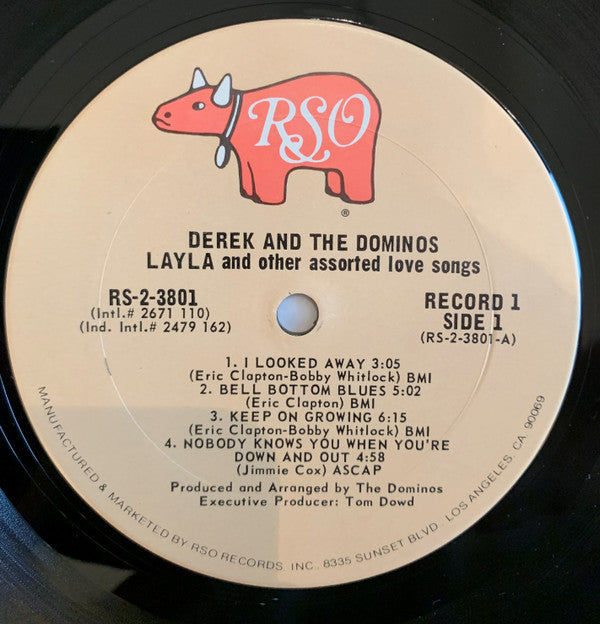 RSO
®
DEREK AND THE DOMINOS
LAYLA and other assorted love songs
RS-2-3801
(Intl.# 2671 110)
(Ind. Intl.# 2479 162)
RECORD 1
SIDE 1
(RS-2-3801-A)
1. I LOOKED AWAY 3:05
(Eric Clapton-Bobby Whitlock) BMI
2. BELL BOTTOM BLUES 5:02
(Eric Clapton) BMI
3. KEEP ON GROWING 6:15
(Eric Clapton-Bobby Whitlock) BMI
4. NOBODY KNOWS YOU WHEN YOU'RE
DOWN AND OUT 4:58
(Jimmie Cox) ASCAP
Produced and Arranged by The Dominos
Executive Producer: Tom Dowd
MANUFACTURED & MARKETED BY RSO RECORDS, INC. 8335 SUNSET BLVD. LOS ANGELES, CA. 90069